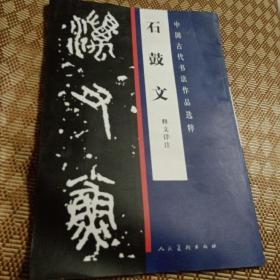 中国古代书法作品选粹
石鼓文
释文译注
人民美术出版社